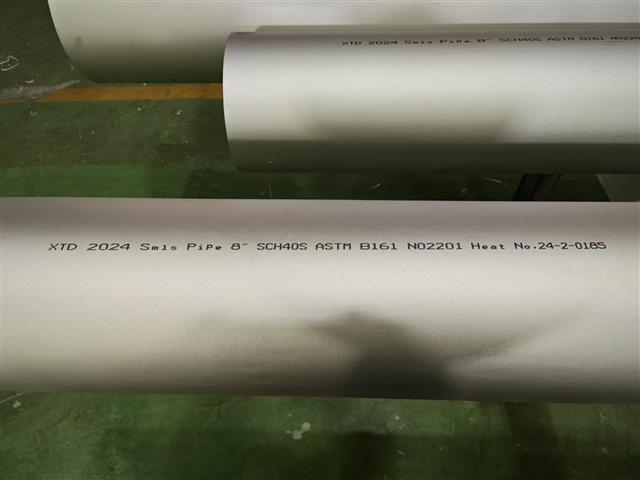 XTD 2024 Smls Pipe 8" SCH40S ASTM B161 N0220
XTD 2024 Smls PiPe 8" SCH40S ASTM B161 N02201 Heat No.24-2-0185